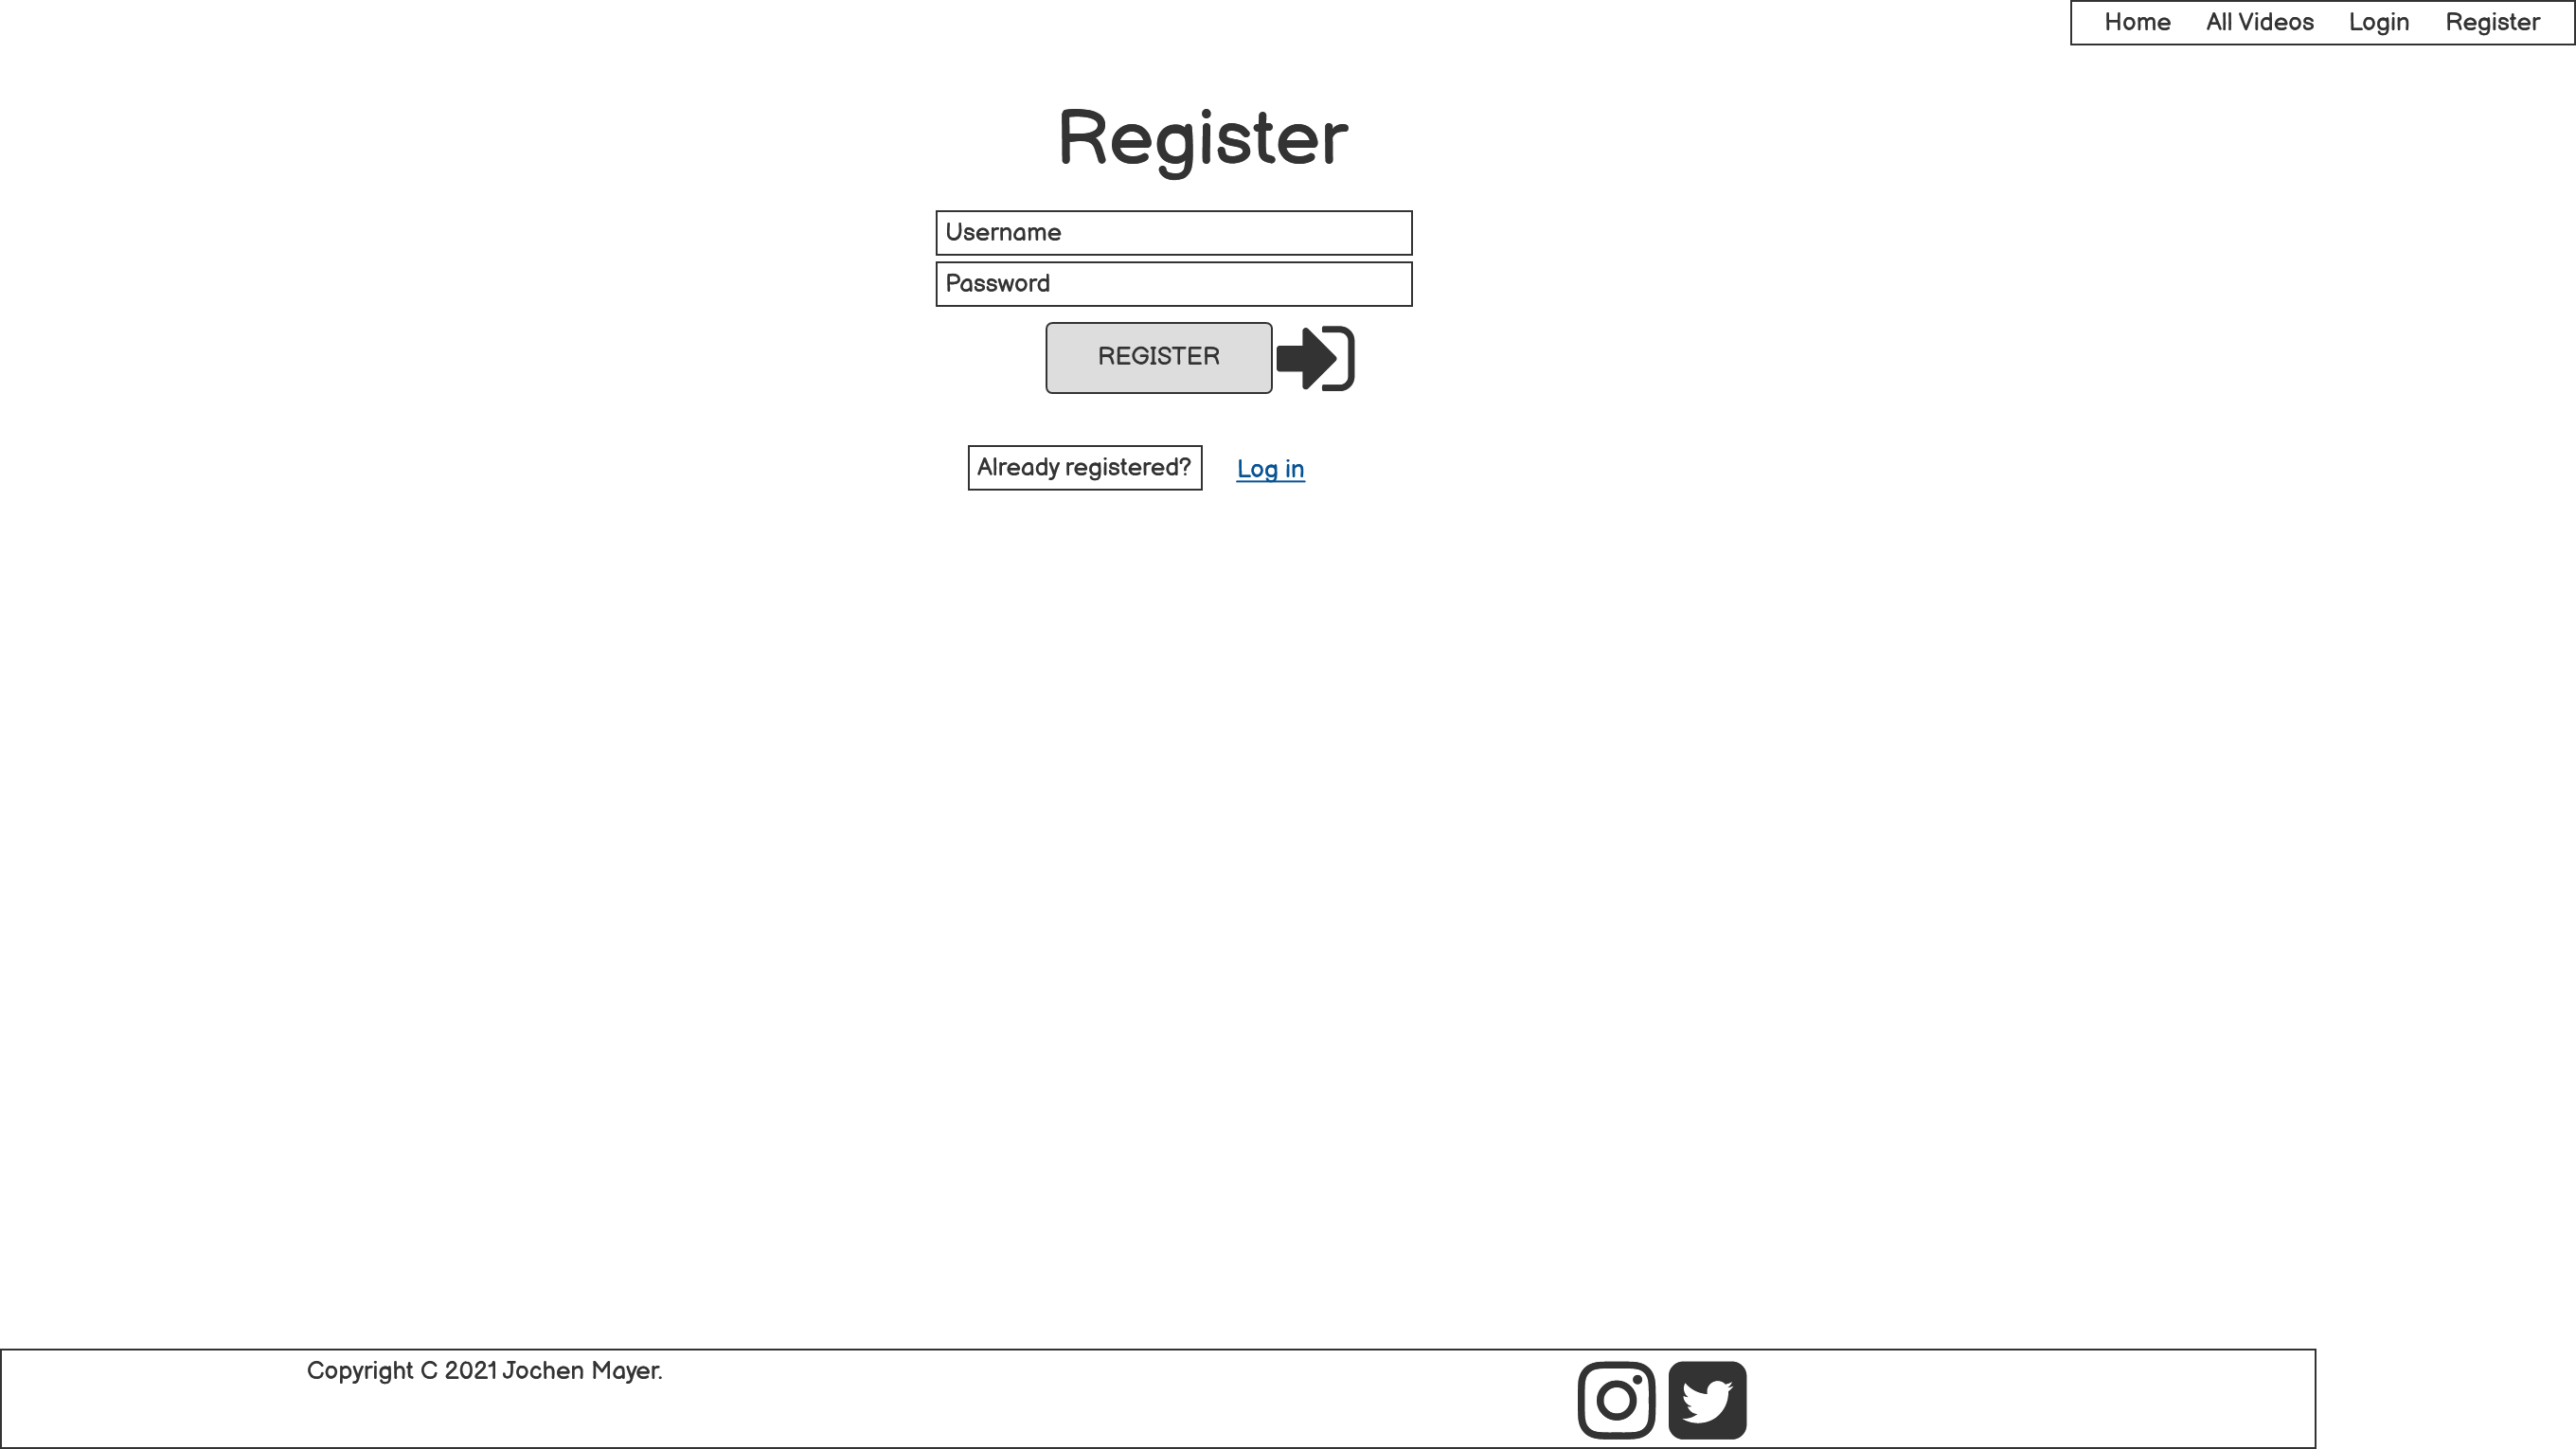 Home All Videos Login Register
Register
Username
Password
REGISTER
Already registered? Log in
Copyright C 2021 Jochen Mayer.